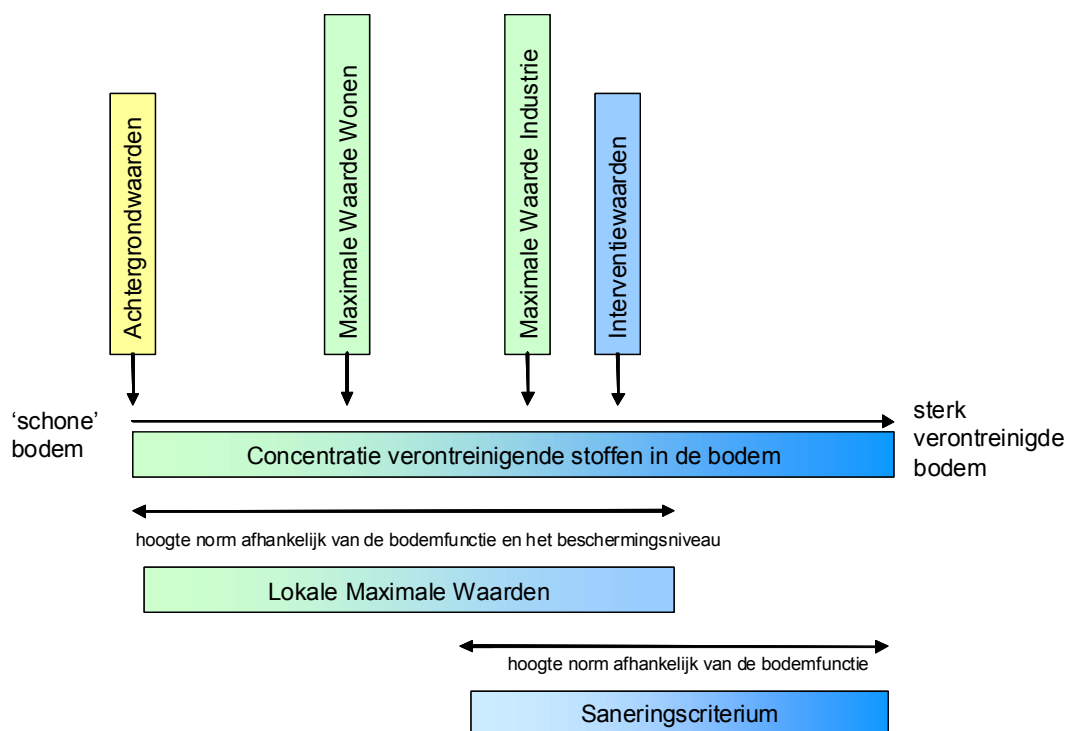 Achtergrondwaarden
Maximale Waarde Wonen
Maximale Waarde Industrie
Interventiewaarden
‘schone’
bodem
sterk
verontreinigde
bodem
Concentratie verontreinigende stoffen in de bodem
hoogte norm afhankelijk van de bodemfunctie en het beschermingsniveau
Lokale Maximale Waarden
hoogte norm afhankelijk van de bodemfunctie
Saneringscriterium